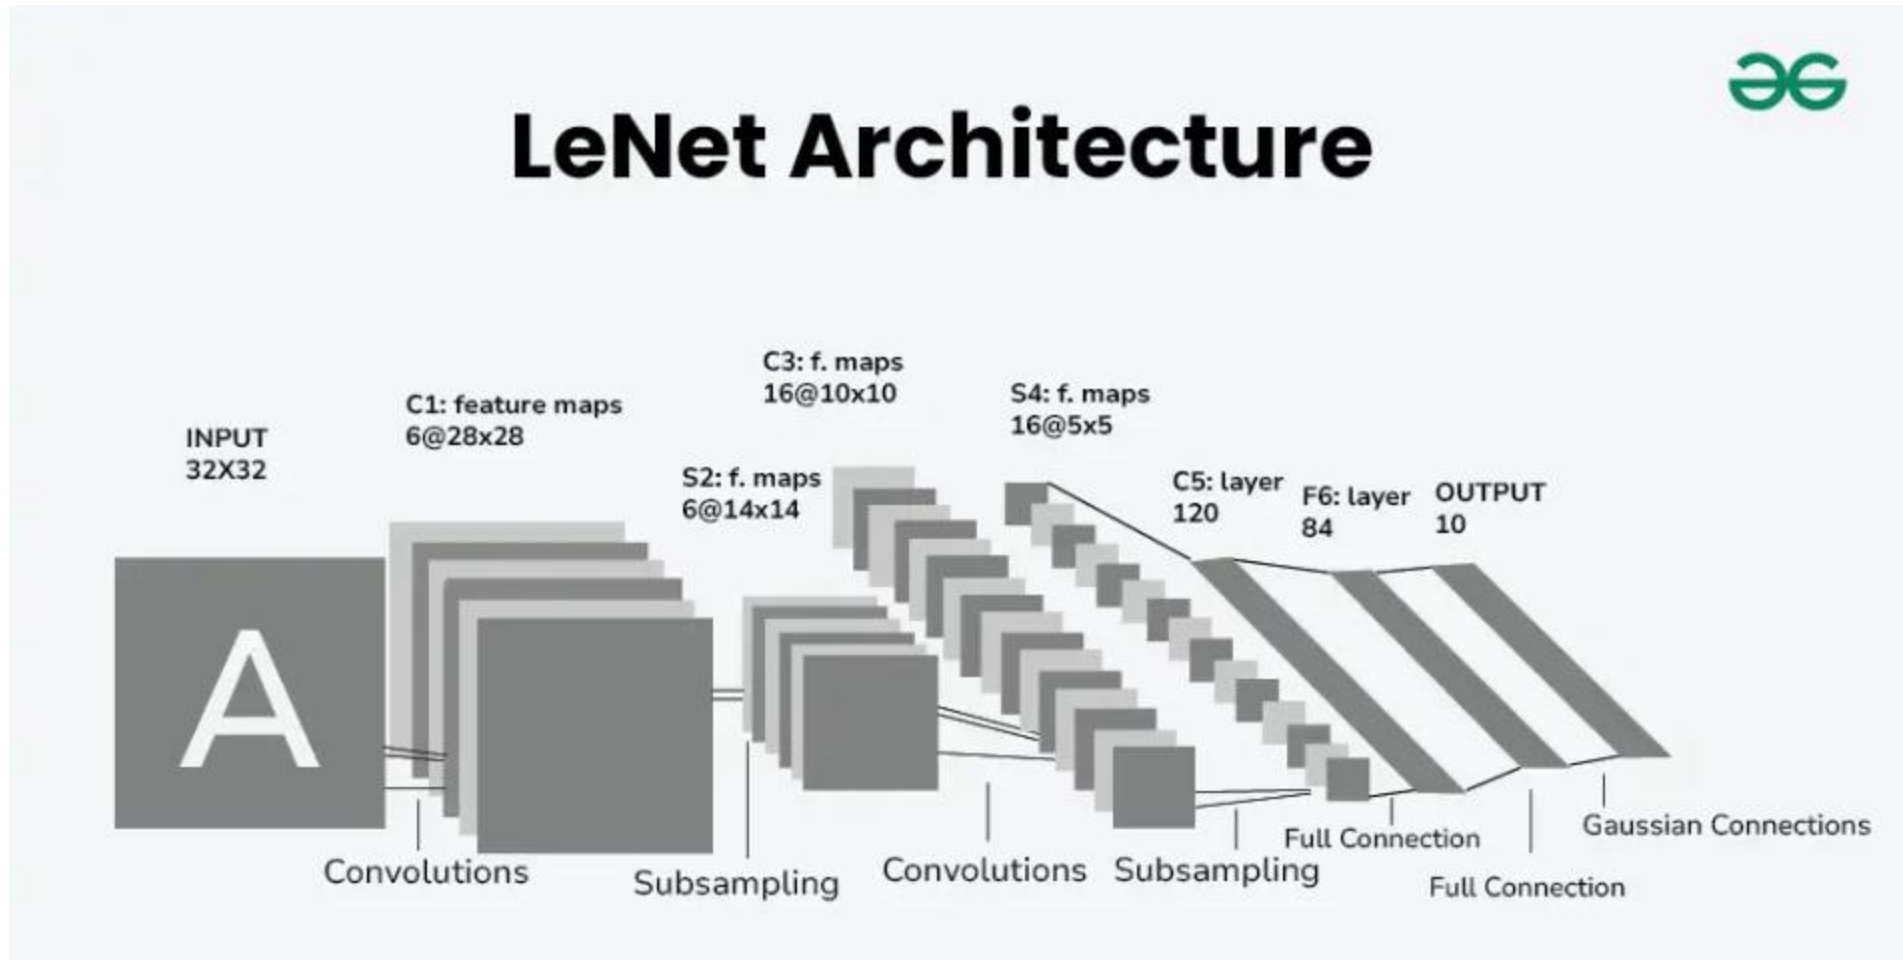 LeNet Architecture
INPUT
32X32
C1: feature maps
6@28x28
S2: f. maps
6@14x14
C3: f. maps
16@10x10
S4: f. maps
16@5x5
C5: layer
120
F6: layer
84
OUTPUT
10
A
Convolutions
Subsampling
Convolutions
Subsampling
Full Connection
Full Connection
Gaussian Connections